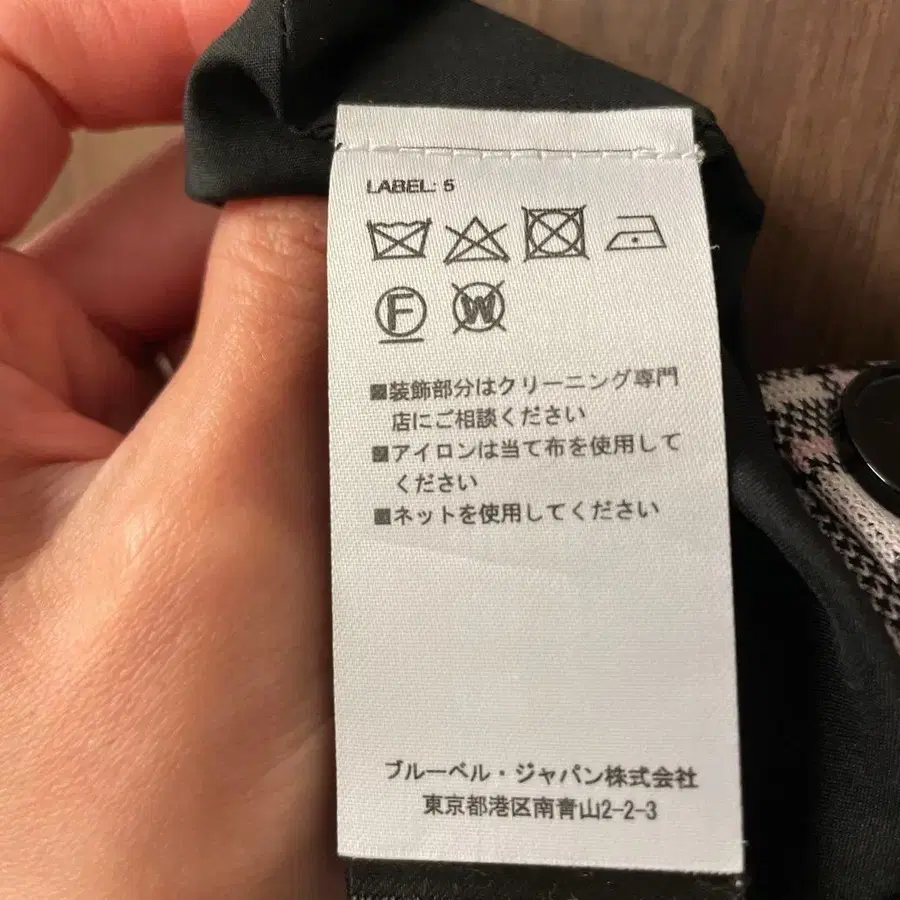 LABEL: 5
F W
■装飾部分はクリーニング専門
店にご相談ください
■アイロンは当て布を使用して
ください
■ネットを使用してください
ブルーベル・ジャパン株式会社
東京都港区南青山2-2-3